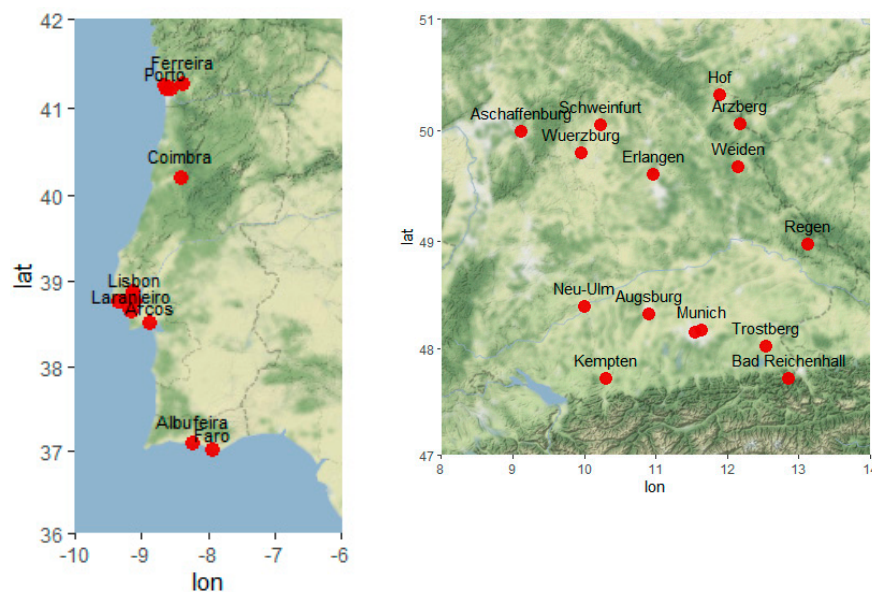 42
Ferreira
Porto
41
Coimbra
40
lat
39
Lisbon
Laranjeiro
Arcos
38
Albufeira
Faro
37
36
-10
-9
-8
-7
-6
lon
51
Hof
Aschaffenburg
Schweinfurt
Arzberg
50
Wuerzburg
Erlangen
Weiden
Regen
lat
49
Neu-Ulm
Augsburg
Munich
Trostberg
48
Kempten
Bad Reichenhall
47
8
9
10
11
12
13
14
lon